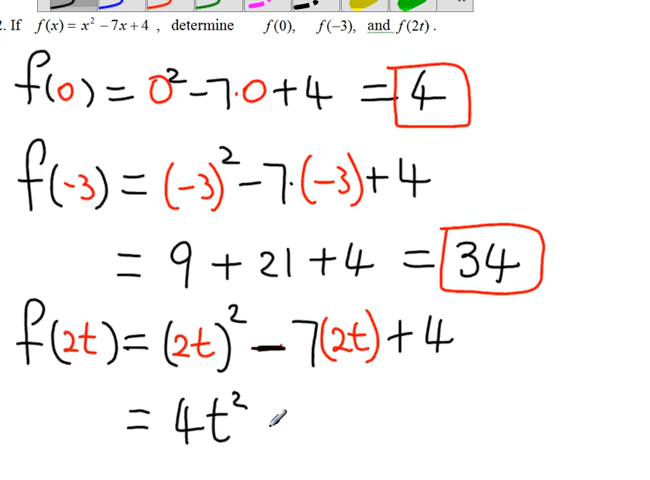 2. If f(x) = x² − 7x + 4 , determine f(0), f(−3), and f(2t) .
f(0) = 0² − 7·0 + 4 = 4
f(−3) = (−3)² − 7·(−3) + 4
= 9 + 21 + 4 = 34
f(2t) = (2t)² − 7(2t) + 4
= 4t²